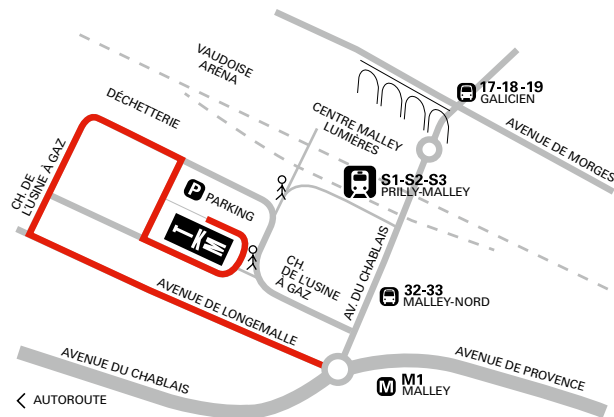 VAUDOISE
ARÉNA
17-18-19
GALICIEN
DÉCHETTERIE
CENTRE MALLEY
LUMIÈRES
AVENUE DE MORGES
CH. DE
L'USINE À GAZ
P PARKING
S1-S2-S3
PRILLY-MALLEY
TKM
CH.
DE L'USINE
À GAZ
AV. DU CHABLAIS
32-33
MALLEY-NORD
AVENUE DE LONGEMALLE
AVENUE DU CHABLAIS
AVENUE DE PROVENCE
M M1
MALLEY
AUTOROUTE